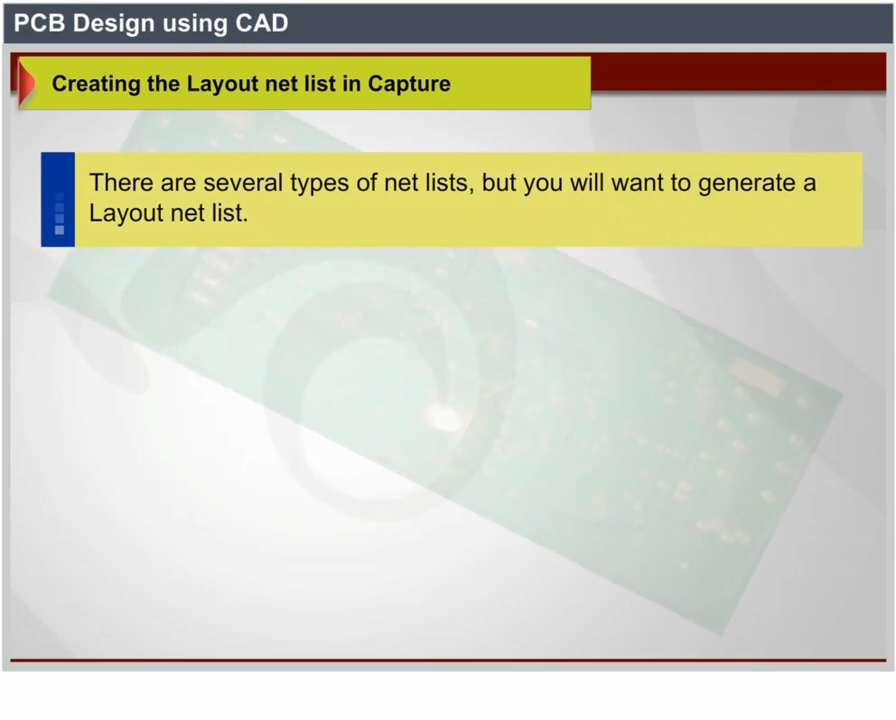 PCB Design using CAD
Creating the Layout net list in Capture
There are several types of net lists, but you will want to generate a
Layout net list.